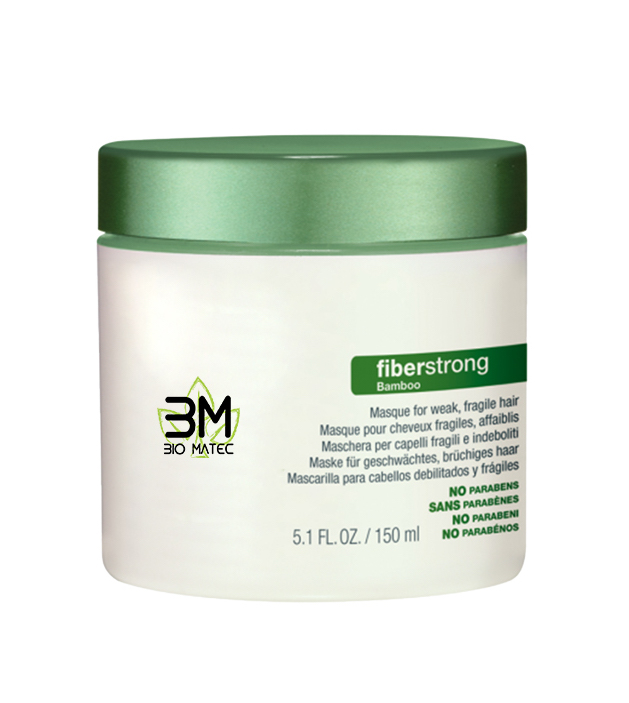 fiberstrong
Bamboo
Masque for weak, fragile hair
Masque pour cheveux fragiles, affaiblis
Maschera per capelli fragili e indeboliti
Maske für geschwächtes, brüchiges haar
Mascarilla para cabellos debilitados y frágiles
3M
BIO MATEC
NO PARABENS
SANS PARABÈNES
NO PARABENI
NO PARABÉNOS
5.1 FL. OZ. / 150 ml